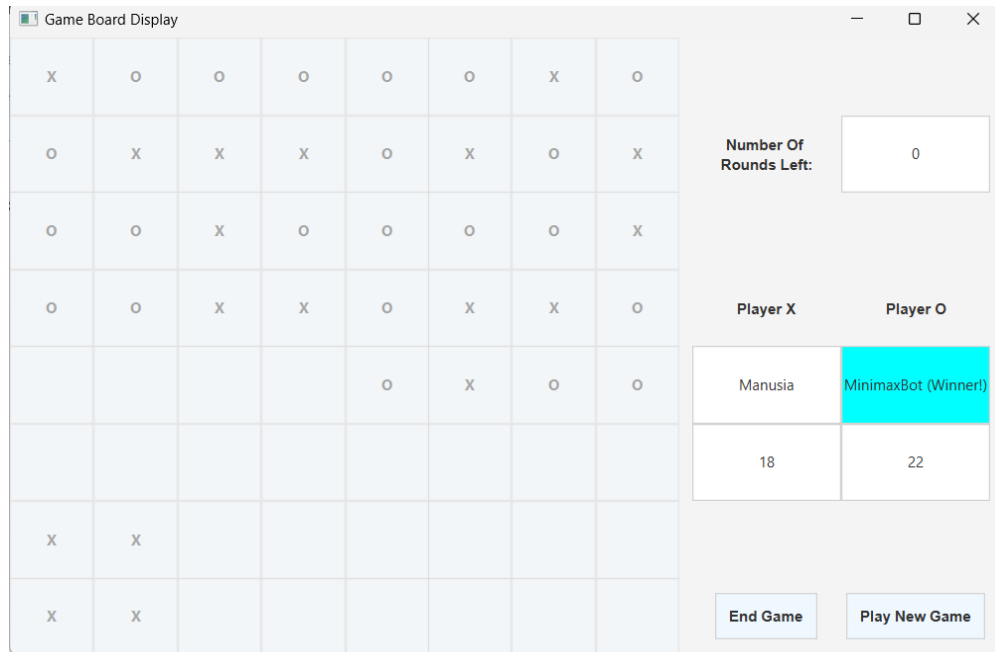 Game Board Display
X O O O O O X O
O X X X O X O X
O O X O O O O X
O O X X O X X O
O X O O
X X
X X
Number Of
Rounds Left:
0
Player X Player O
Manusia MinimaxBot (Winner!)
18 22
End Game Play New Game